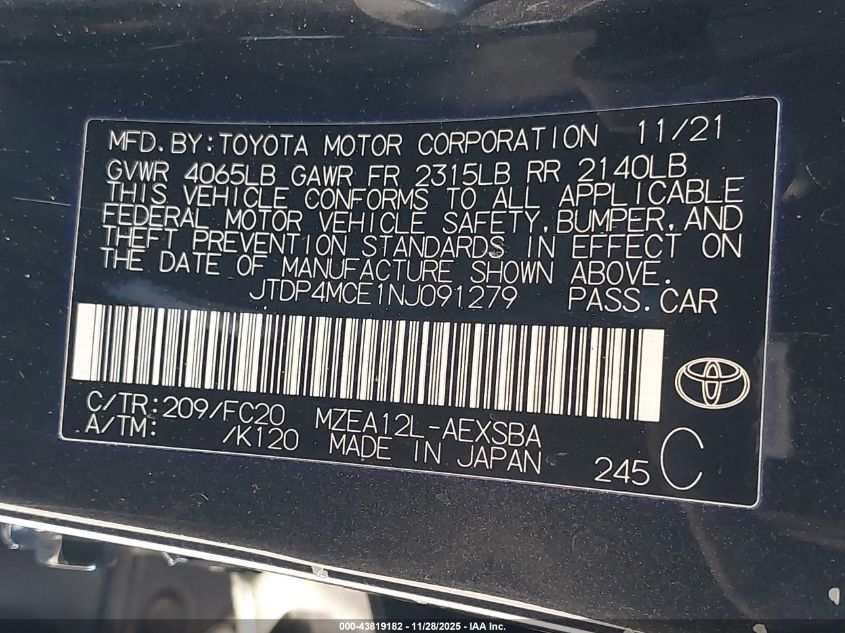 MFD. BY: TOYOTA MOTOR CORPORATION 11/21
GVWR 4065LB GAWR FR 2315LB RR 2140LB
THIS VEHICLE CONFORMS TO ALL APPLICABLE
FEDERAL MOTOR VEHICLE SAFETY, BUMPER, AND
THEFT PREVENTION STANDARDS IN EFFECT ON
THE DATE OF MANUFACTURE SHOWN ABOVE.
JTDP4MCE1NJ091279 PASS. CAR
C/TR: 209/FC20 MZEA12L-AEXSBA
A/TM: /K120 MADE IN JAPAN 245 C
000-43819182 - 11/28/2025 - IAA Inc.